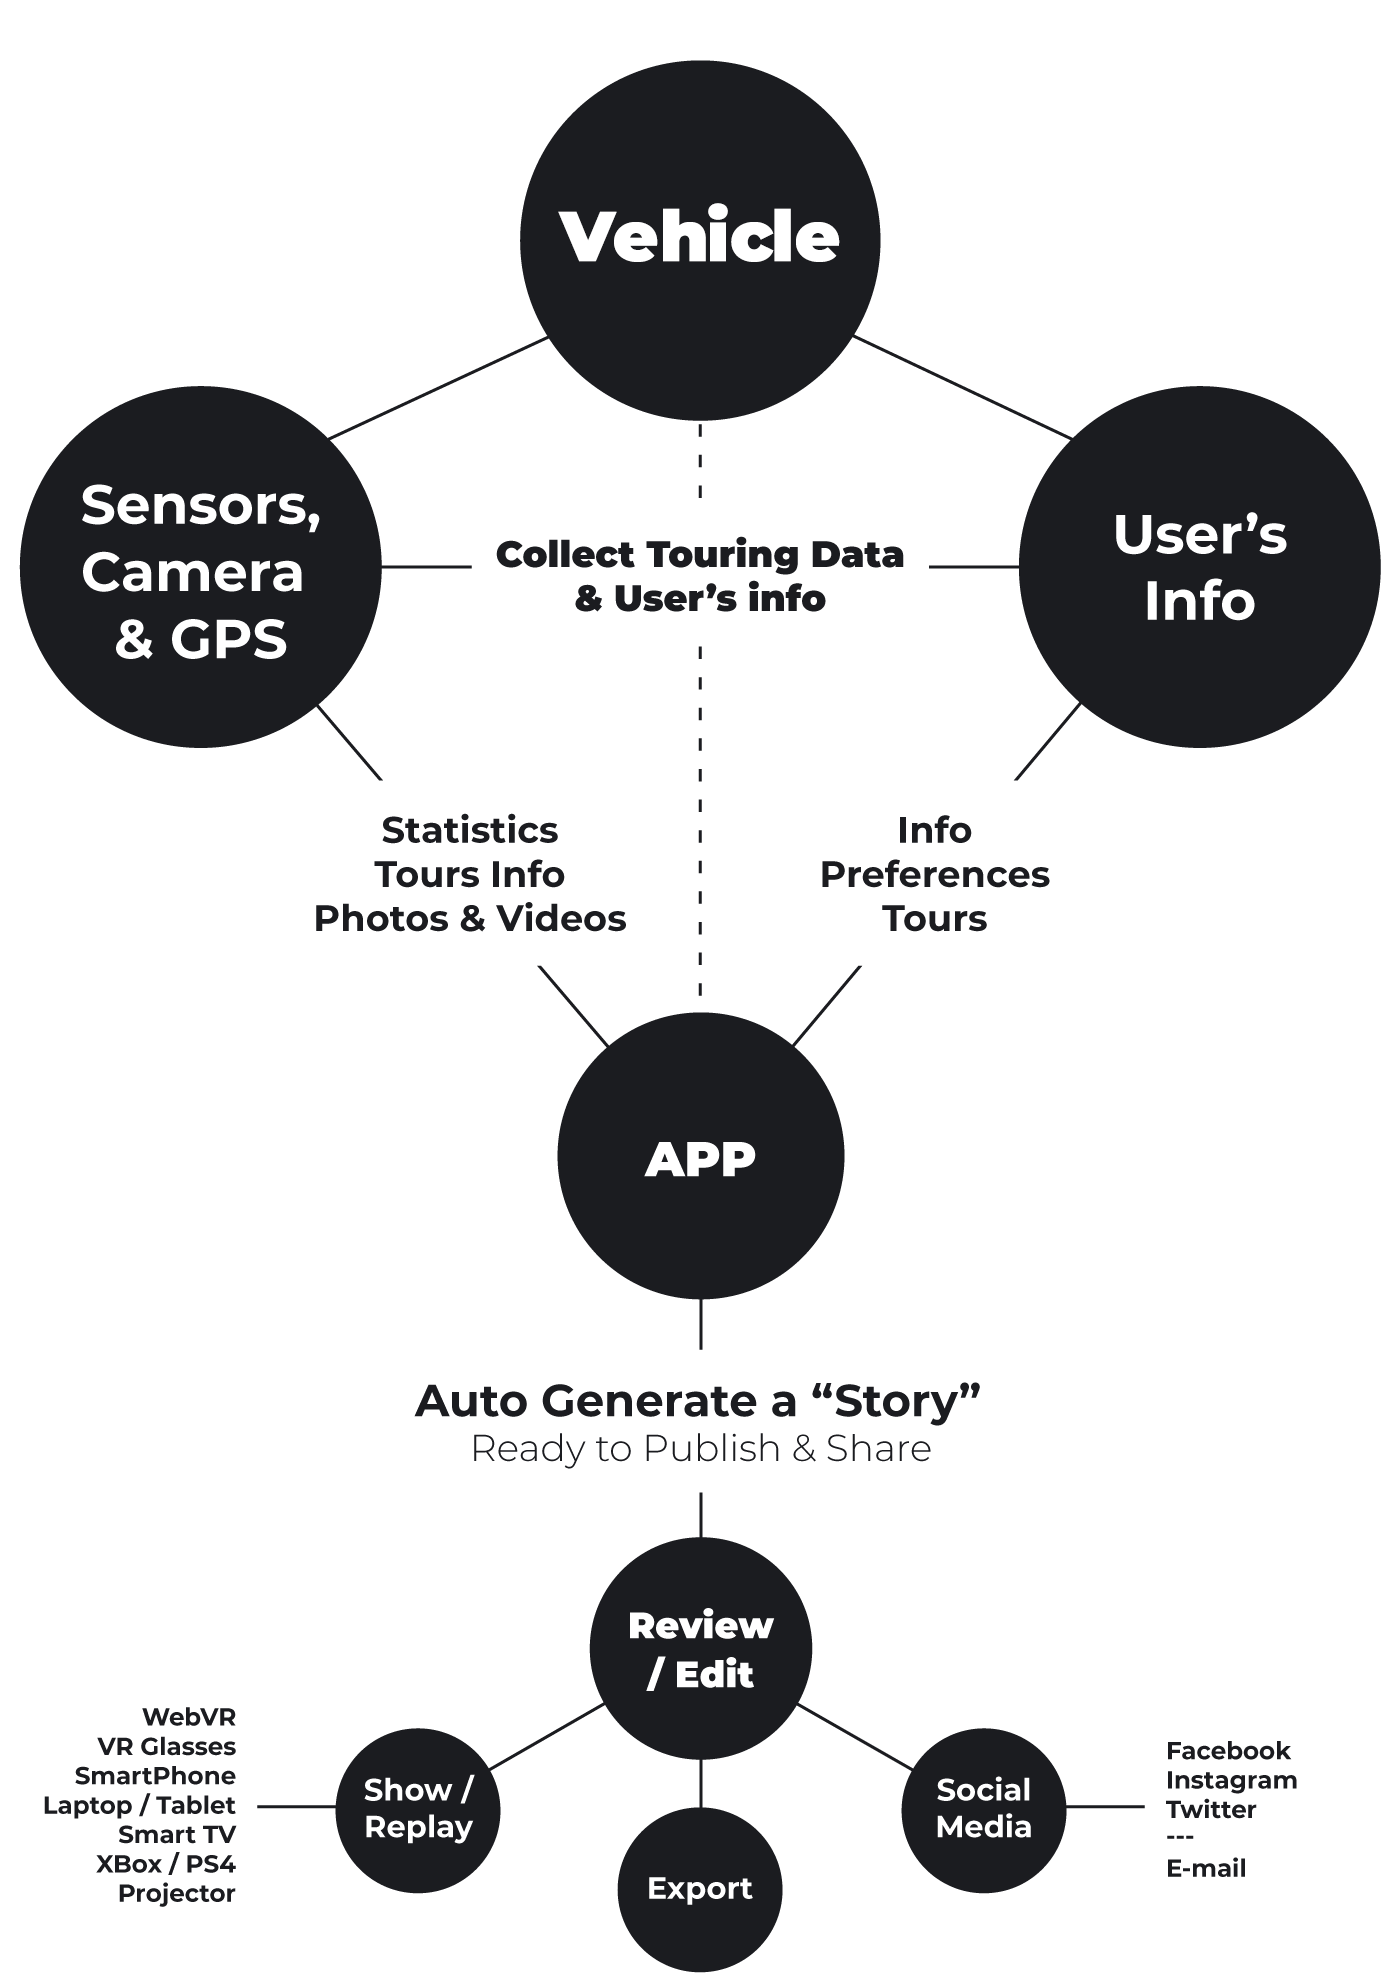 Vehicle
Sensors,
Camera
& GPS
Collect Touring Data
& User’s info
User’s
Info
Statistics
Tours Info
Photos & Videos
Info
Preferences
Tours
APP
Auto Generate a “Story”
Ready to Publish & Share
Review
/ Edit
WebVR
VR Glasses
SmartPhone
Laptop / Tablet
Smart TV
XBox / PS4
Projector
Show /
Replay
Export
Social
Media
Facebook
Instagram
Twitter
---
E-mail